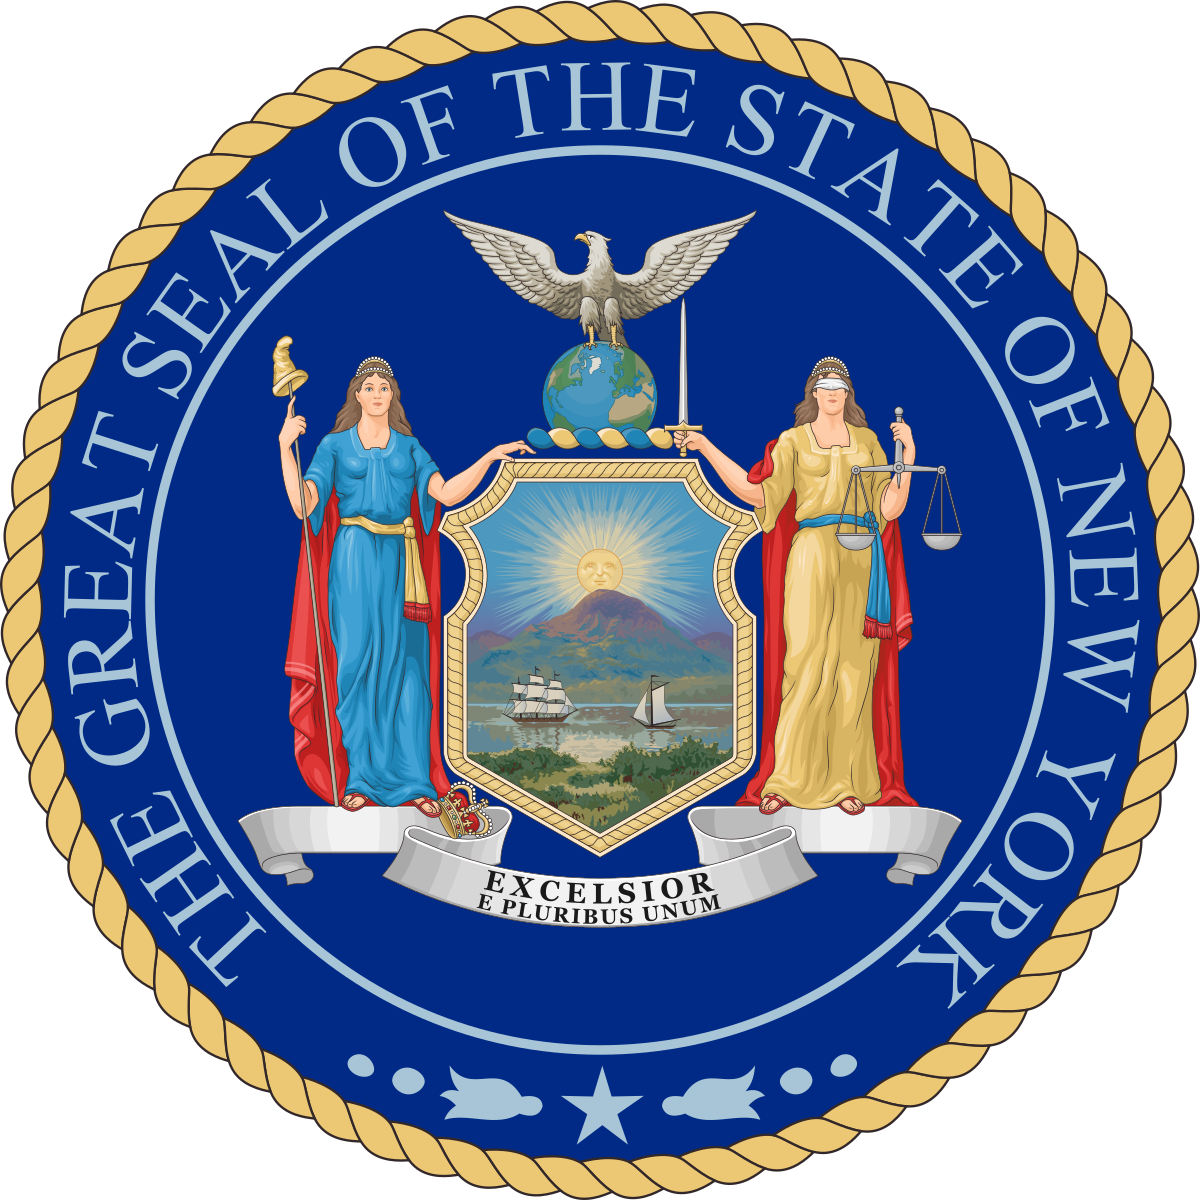 THE GREAT SEAL OF THE STATE OF NEW YORK
EXCELSIOR
E PLURIBUS UNUM